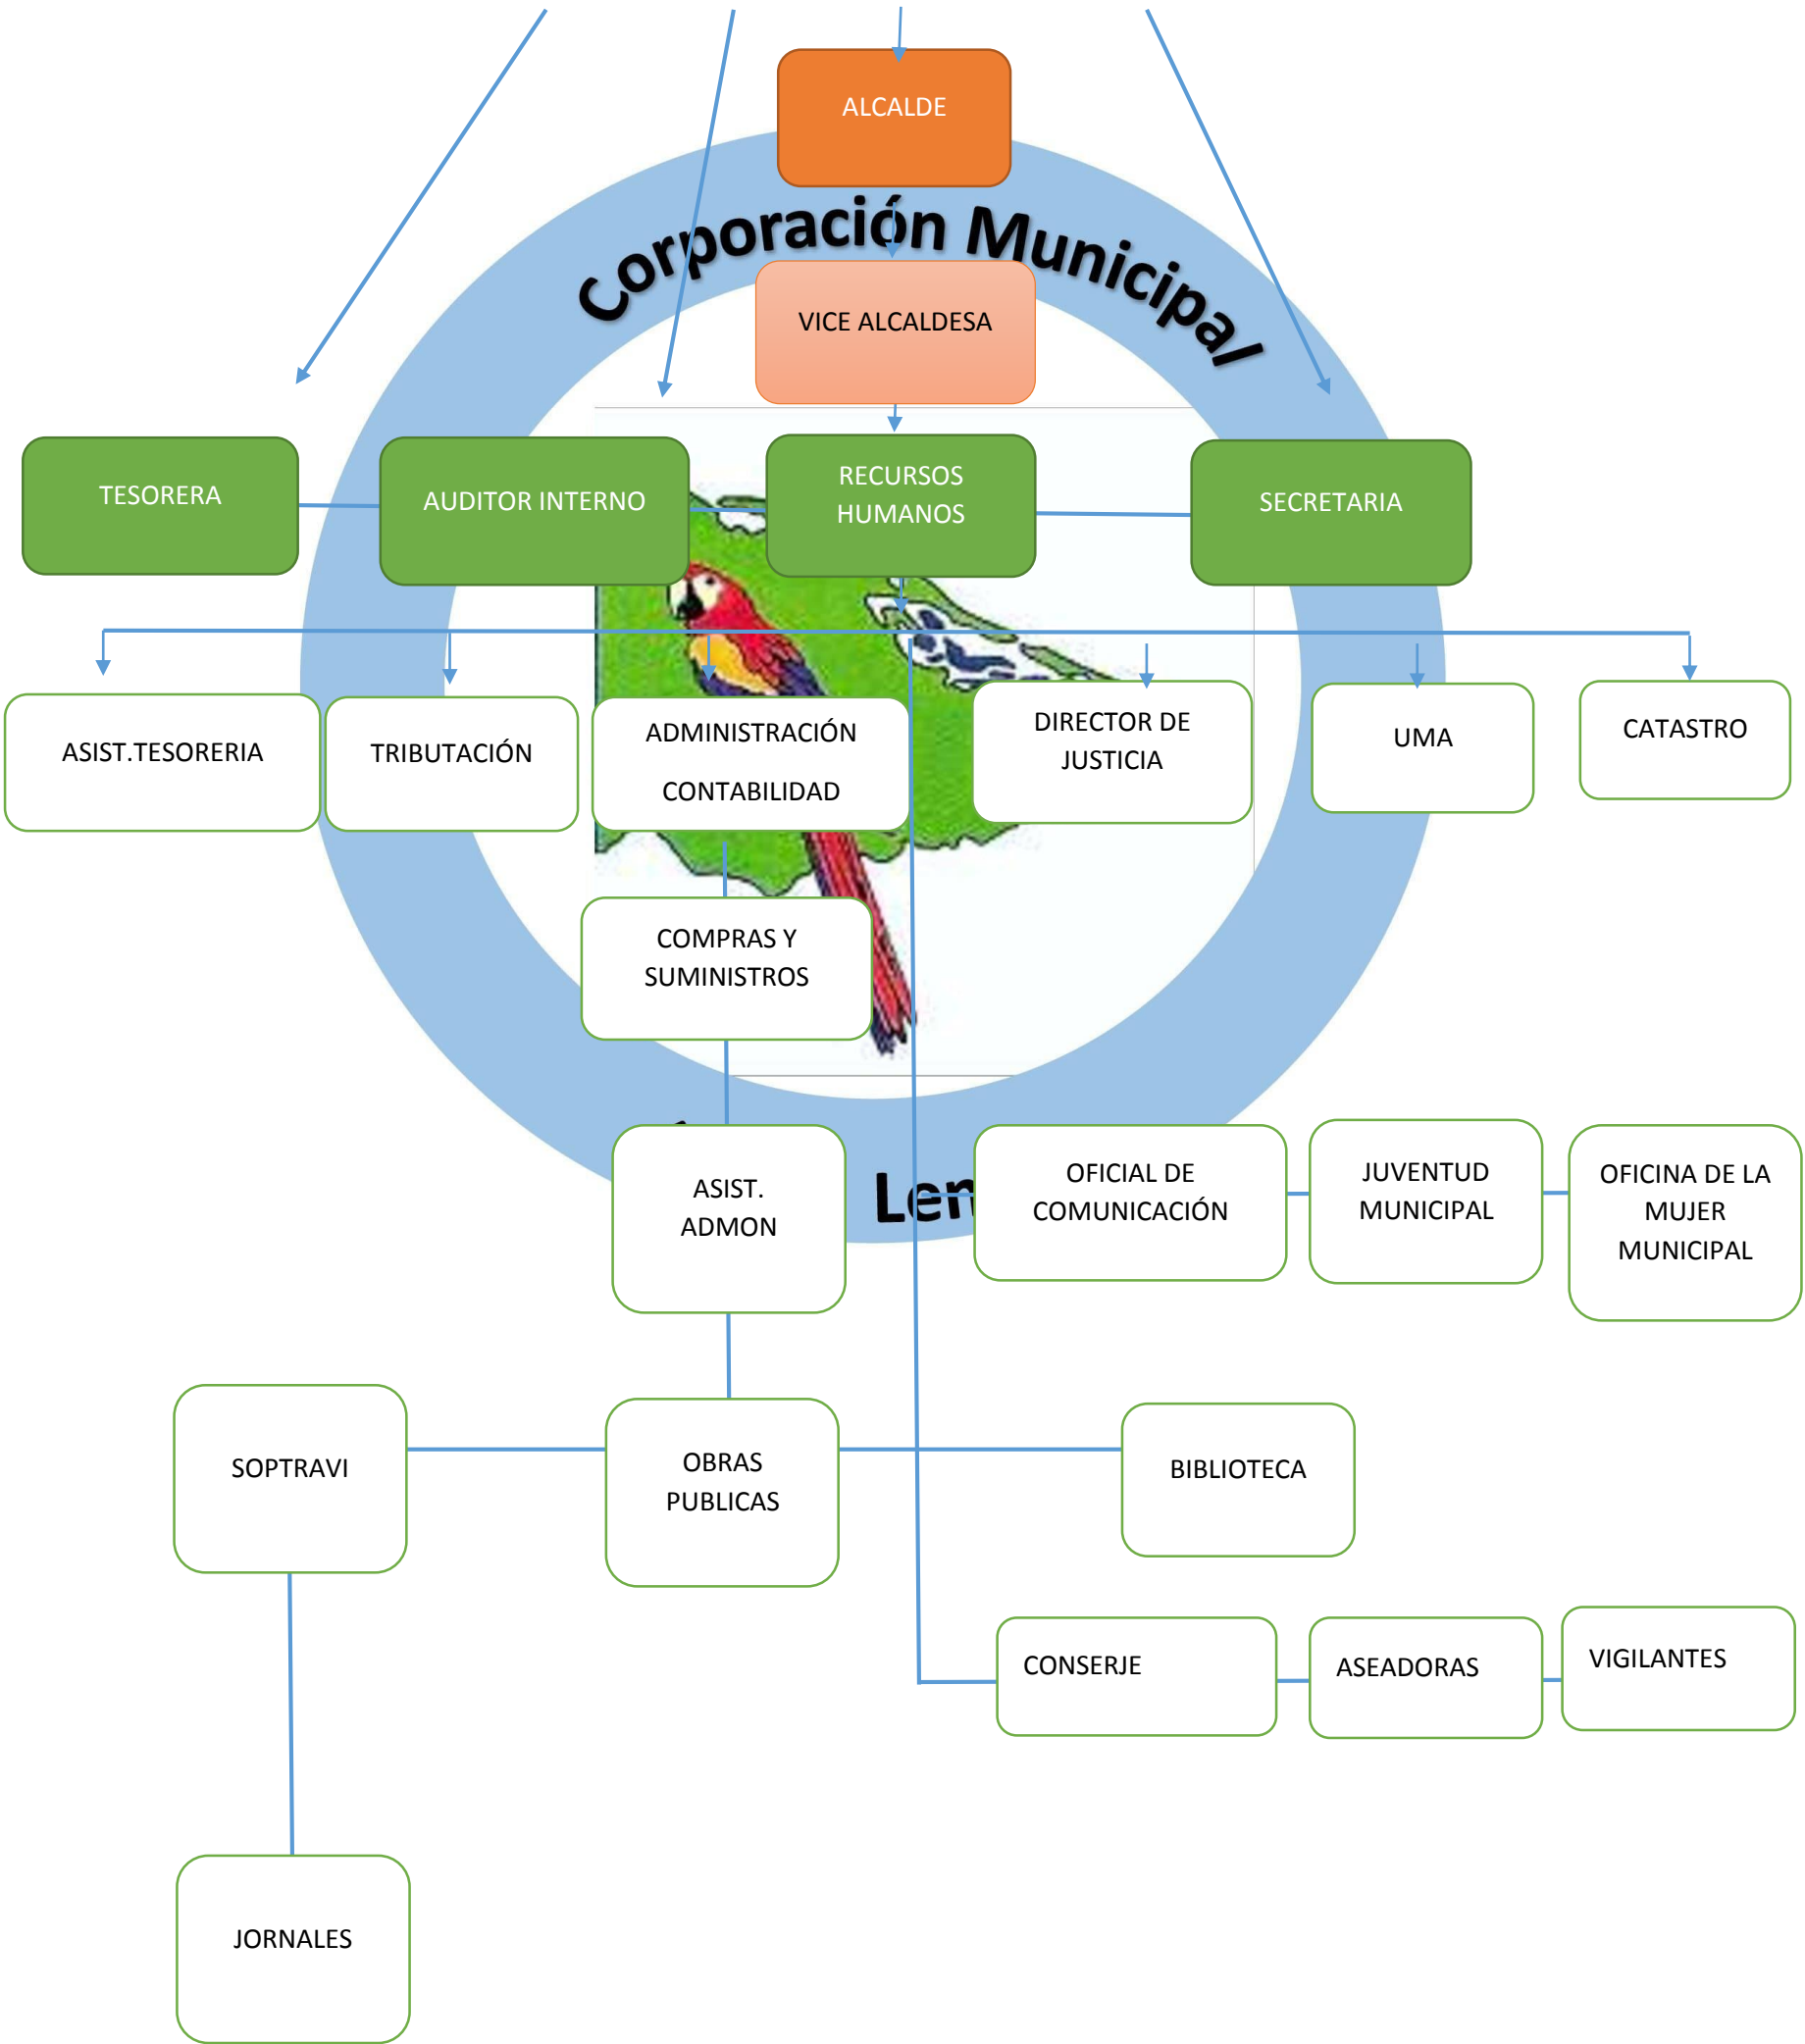 ALCALDE
Corporación Municipal
VICE ALCALDESA
TESORERA
AUDITOR INTERNO
RECURSOS
HUMANOS
SECRETARIA
ASIST.TESORERIA
TRIBUTACIÓN
ADMINISTRACIÓN
CONTABILIDAD
DIRECTOR DE
JUSTICIA
UMA
CATASTRO
COMPRAS Y
SUMINISTROS
ASIST.
ADMON
OFICIAL DE
COMUNICACIÓN
JUVENTUD
MUNICIPAL
OFICINA DE LA
MUJER
MUNICIPAL
SOPTRAVI
OBRAS
PUBLICAS
BIBLIOTECA
CONSERJE
ASEADORAS
VIGILANTES
JORNALES